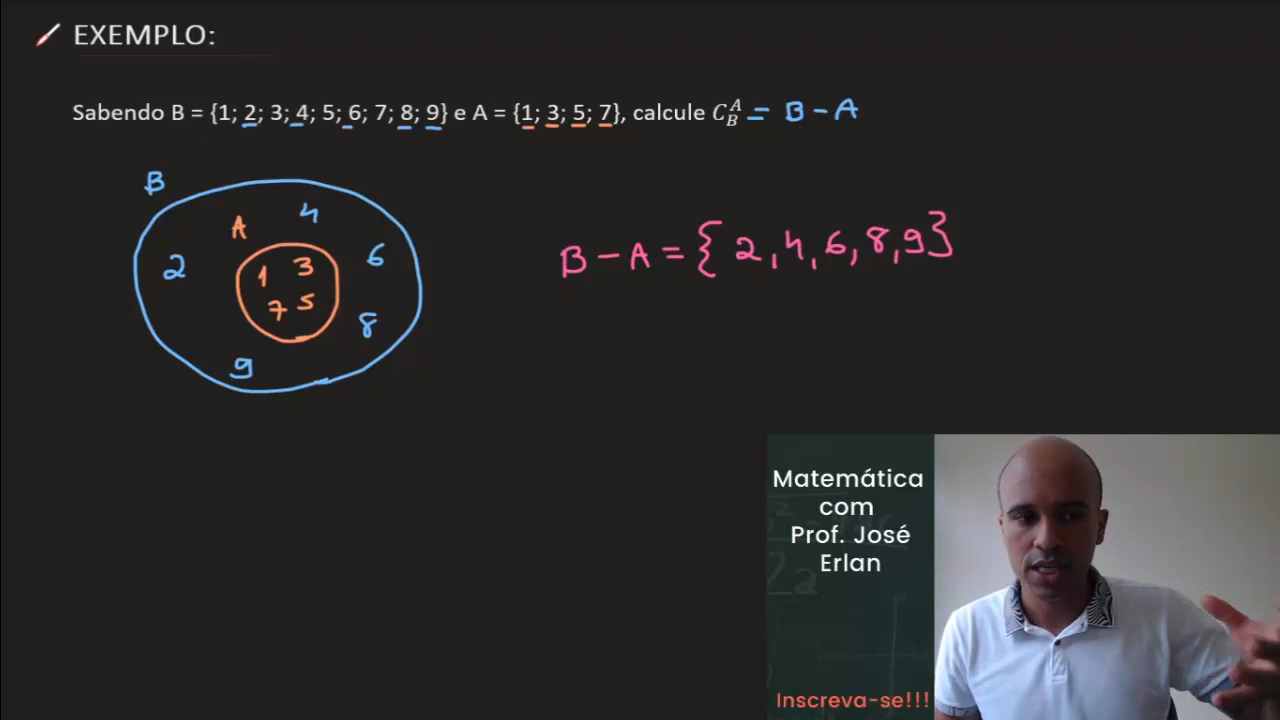 EXEMPLO:
Sabendo B = {1; 2; 3; 4; 5; 6; 7; 8; 9} e A = {1; 3; 5; 7}, calcule C_B^A = B - A
B
A
4
2
6
1 3
7 5
8
9
B - A = { 2, 4, 6, 8, 9}
Matemática
com
Prof. José
Erlan
Inscreva-se!!!